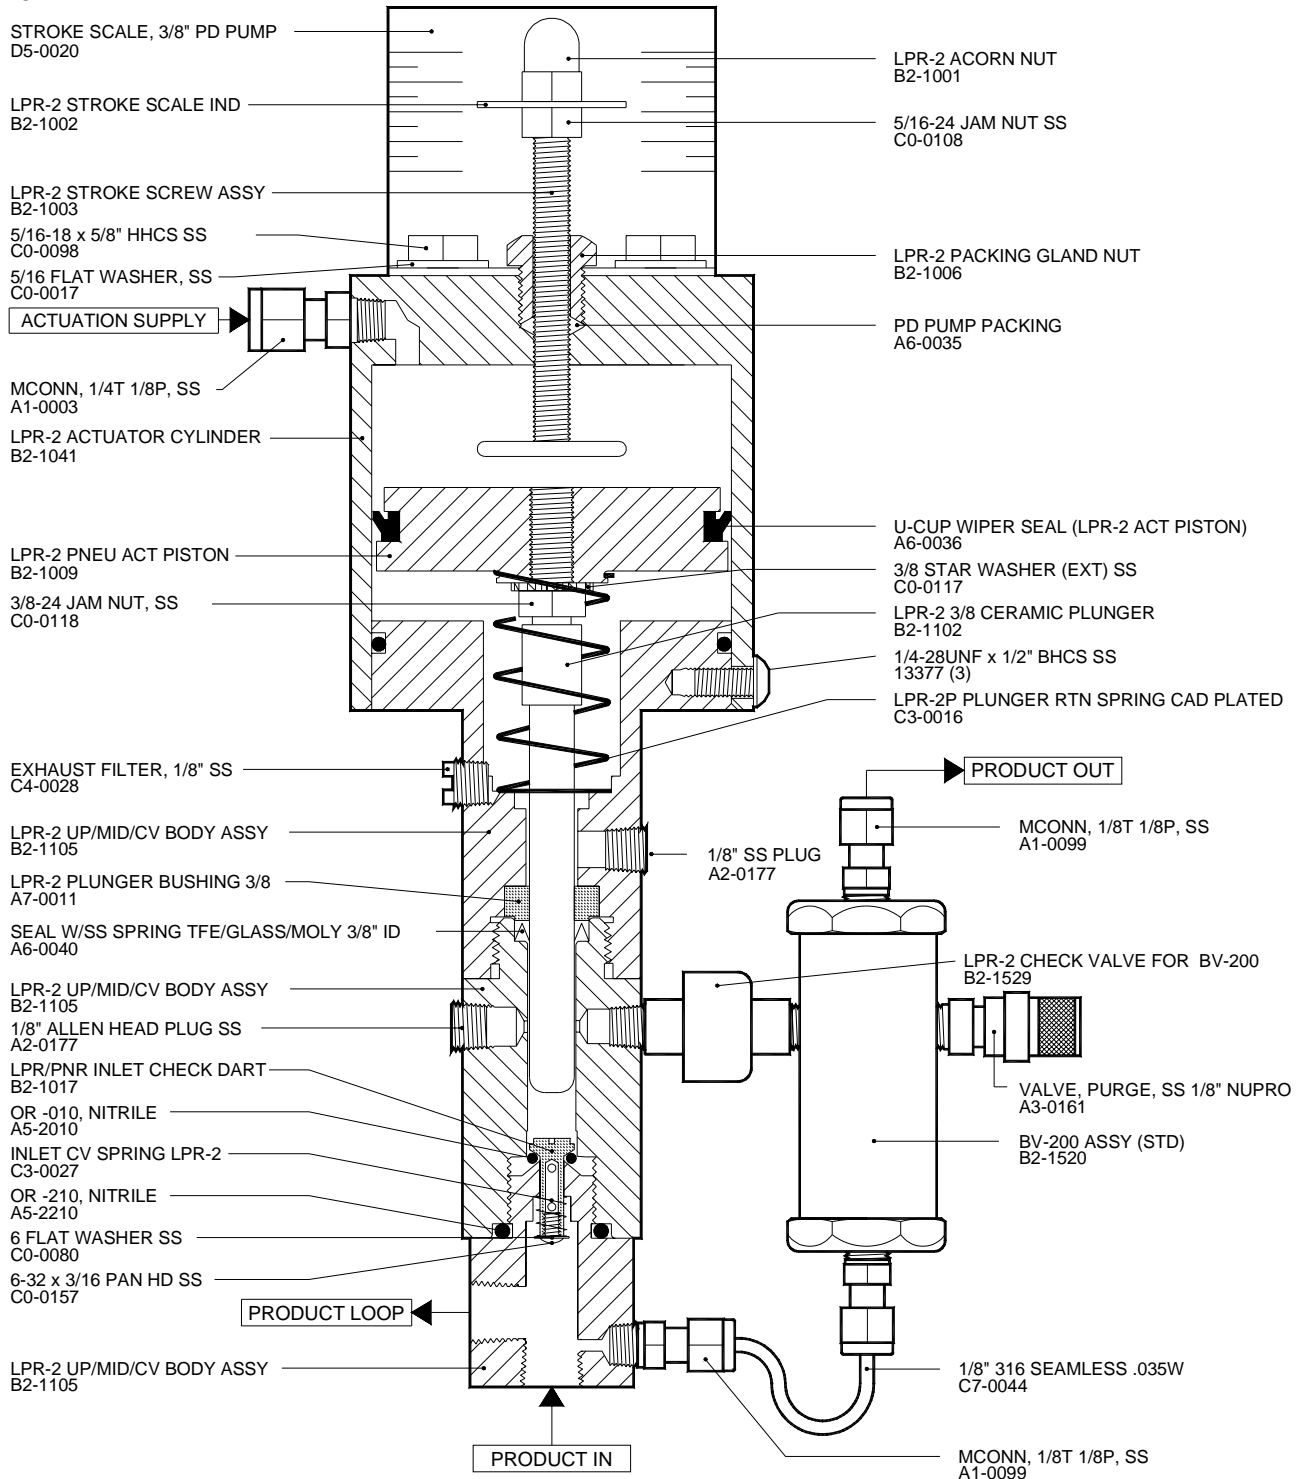 STROKE SCALE, 3/8" PD PUMP
D5-0020
LPR-2 STROKE SCALE IND
B2-1002
LPR-2 STROKE SCREW ASSY
B2-1003
5/16-18 x 5/8" HHCS SS
C0-0098
5/16 FLAT WASHER, SS
C0-0017
ACTUATION SUPPLY
MCONN, 1/4T 1/8P, SS
A1-0003
LPR-2 ACTUATOR CYLINDER
B2-1041
LPR-2 PNEU ACT PISTON
B2-1009
3/8-24 JAM NUT, SS
C0-0118
EXHAUST FILTER, 1/8" SS
C4-0028
LPR-2 UP/MID/CV BODY ASSY
B2-1105
LPR-2 PLUNGER BUSHING 3/8
A7-0011
SEAL W/SS SPRING TFE/GLASS/MOLY 3/8" ID
A6-0040
LPR-2 UP/MID/CV BODY ASSY
B2-1105
1/8" ALLEN HEAD PLUG SS
A2-0177
LPR/PNR INLET CHECK DART
B2-1017
OR -010, NITRILE
A5-2010
INLET CV SPRING LPR-2
C3-0027
OR -210, NITRILE
A5-2210
6 FLAT WASHER SS
C0-0080
6-32 x 3/16 PAN HD SS
C0-0157
PRODUCT LOOP
LPR-2 UP/MID/CV BODY ASSY
B2-1105
PRODUCT IN
LPR-2 ACORN NUT
B2-1001
5/16-24 JAM NUT SS
C0-0108
LPR-2 PACKING GLAND NUT
B2-1006
PD PUMP PACKING
A6-0035
U-CUP WIPER SEAL (LPR-2 ACT PISTON)
A6-0036
3/8 STAR WASHER (EXT) SS
C0-0117
LPR-2 3/8 CERAMIC PLUNGER
B2-1102
1/4-28UNF x 1/2" BHCS SS
13377 (3)
LPR-2P PLUNGER RTN SPRING CAD PLATED
C3-0016
PRODUCT OUT
MCONN, 1/8T 1/8P, SS
A1-0099
1/8" SS PLUG
A2-0177
LPR-2 CHECK VALVE FOR BV-200
B2-1529
VALVE, PURGE, SS 1/8" NUPRO
A3-0161
BV-200 ASSY (STD)
B2-1520
1/8" 316 SEAMLESS .035W
C7-0044
MCONN, 1/8T 1/8P, SS
A1-0099